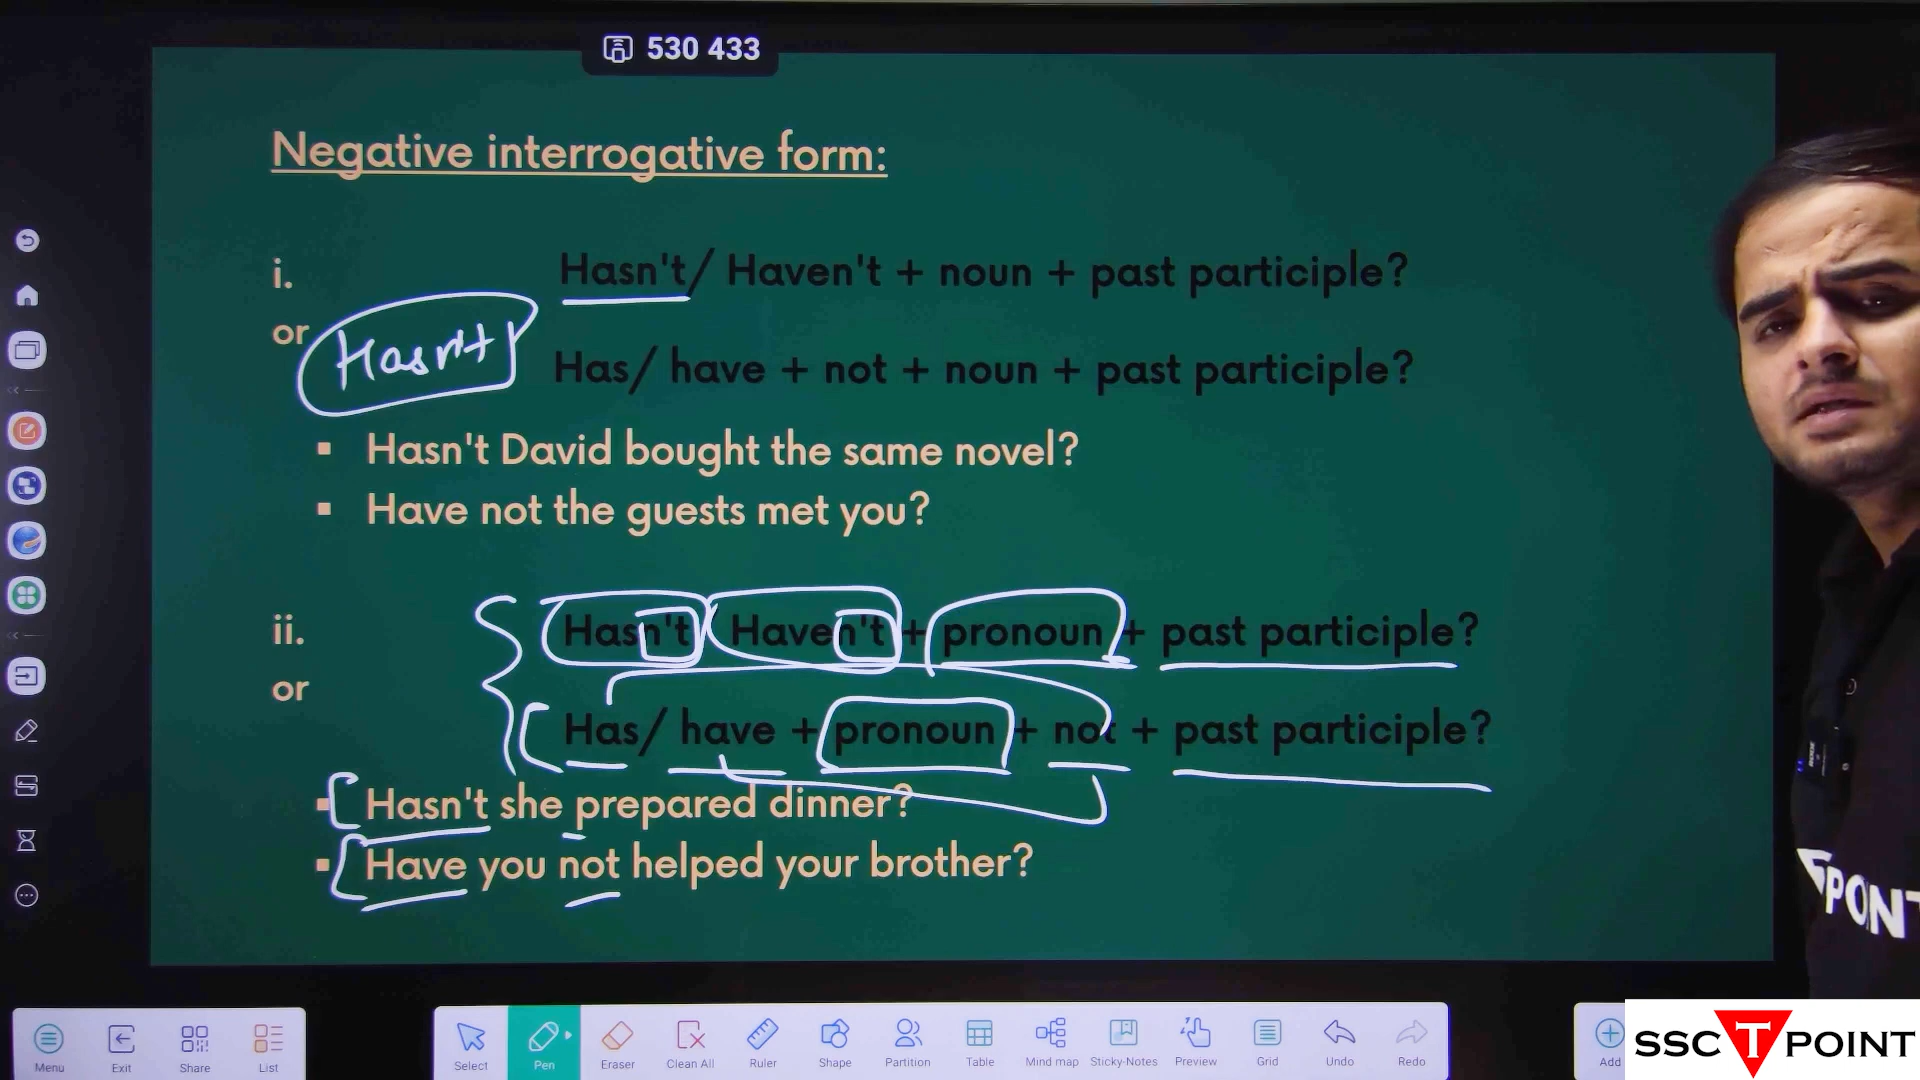 530 433
Negative interrogative form:
i. Hasn't/ Haven't + noun + past participle?
or
Hasn't
Has/ have + not + noun + past participle?
▪ Hasn't David bought the same novel?
▪ Have not the guests met you?
ii. Hasn't Haven't + pronoun + past participle?
or
Has/ have + pronoun + not + past participle?
▪ Hasn't she prepared dinner?
▪ Have you not helped your brother?
POINT
Menu Exit Share List Select Pen Eraser Clean All Ruler Shape Partition Table Mind map Sticky-Notes Preview Grid Undo Redo Add
SSC T POINT